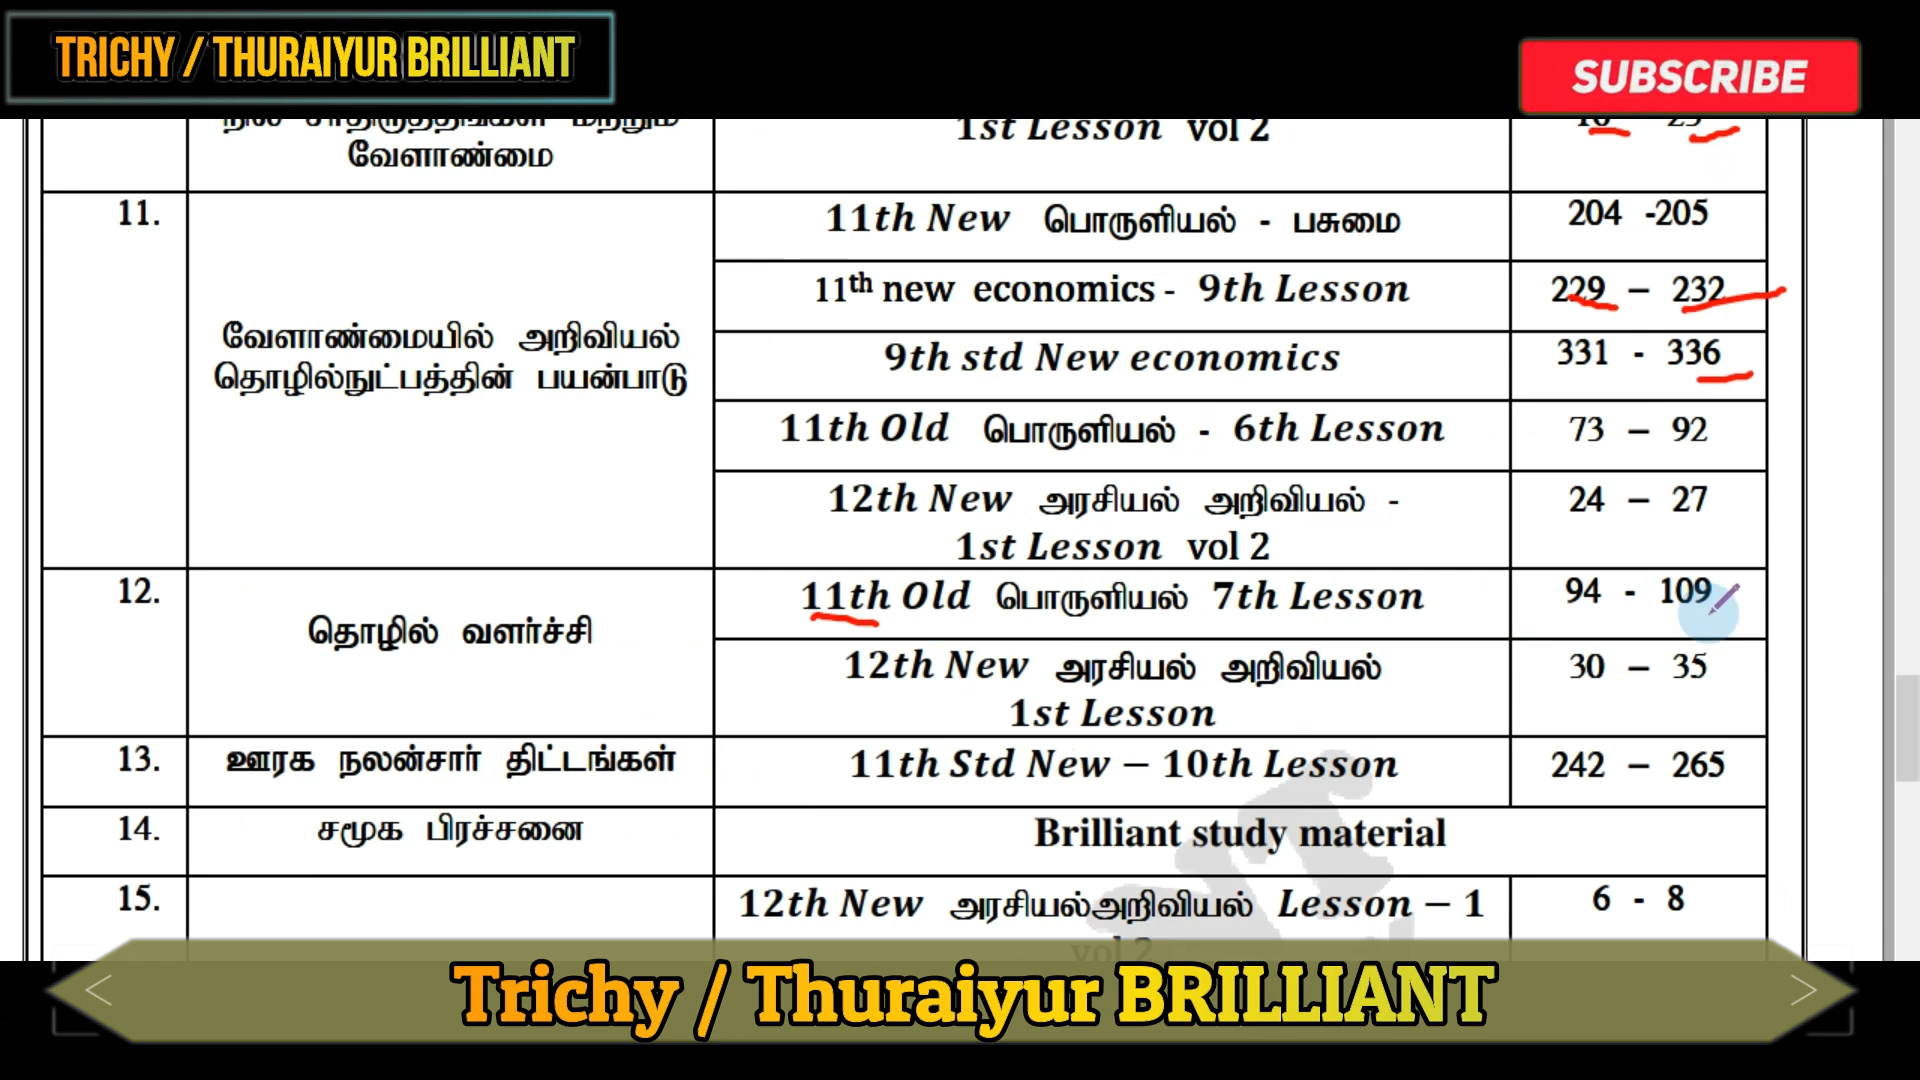 TRICHY / THURAIYUR BRILLIANT
SUBSCRIBE
நில சீர்திருத்தங்கள் மற்றும்
வேளாண்மை
1st Lesson vol 2
11.
வேளாண்மையில் அறிவியல்
தொழில்நுட்பத்தின் பயன்பாடு
11th New பொருளியல் - பசுமை
204 -205
11th new economics - 9th Lesson
229 – 232
9th std New economics
331 - 336
11th Old பொருளியல் - 6th Lesson
73 – 92
12th New அரசியல் அறிவியல் -
1st Lesson vol 2
24 – 27
12.
தொழில் வளர்ச்சி
11th Old பொருளியல் 7th Lesson
94 - 109
12th New அரசியல் அறிவியல்
1st Lesson
30 – 35
13.
ஊரக நலன்சார் திட்டங்கள்
11th Std New – 10th Lesson
242 – 265
14.
சமூக பிரச்சனை
Brilliant study material
15.
12th New அரசியல்அறிவியல் Lesson – 1
vol 2
6 - 8
Trichy / Thuraiyur BRILLIANT